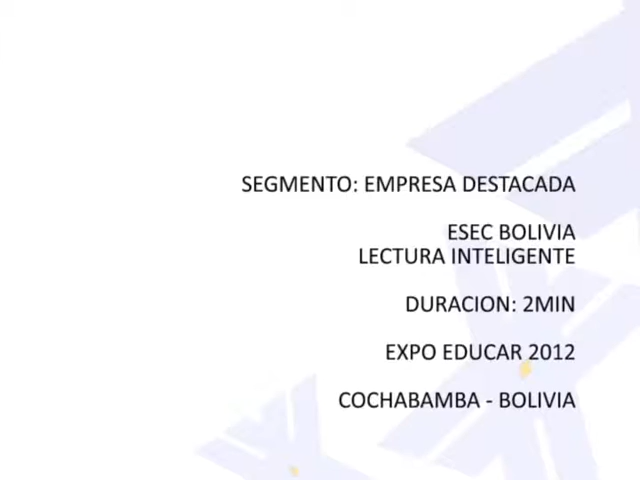 SEGMENTO: EMPRESA DESTACADA
ESEC BOLIVIA
LECTURA INTELIGENTE
DURACION: 2MIN
EXPO EDUCAR 2012
COCHABAMBA - BOLIVIA